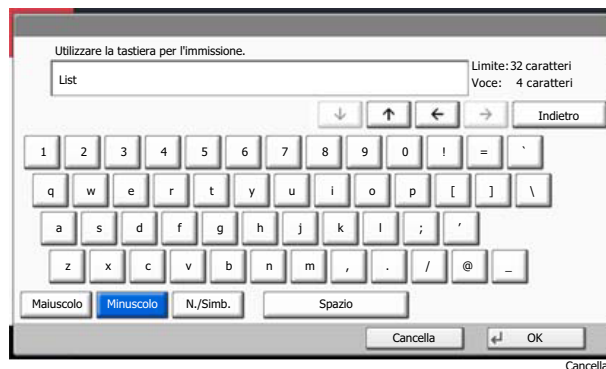 Utilizzare la tastiera per l'immissione.
List
Limite: 32 caratteri
Voce: 4 caratteri
↓ ↑ ← → Indietro
1 2 3 4 5 6 7 8 9 0 ! = `
q w e r t y u i o p [ ] \
a s d f g h j k l ; ′
z x c v b n m , . / @ _
Maiuscolo Minuscolo N./Simb. Spazio
Cancella ↵ OK
Cancella